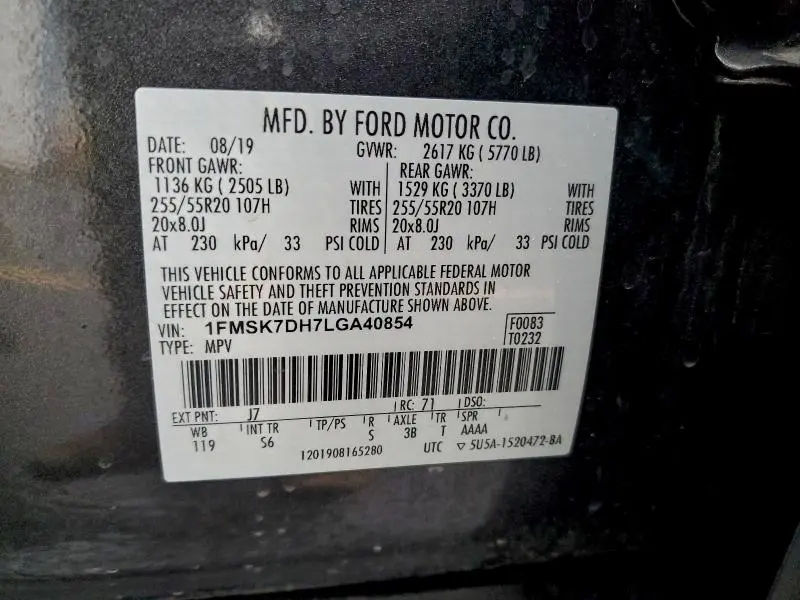 MFD. BY FORD MOTOR CO.
DATE: 08/19 GVWR: 2617 KG ( 5770 LB)
FRONT GAWR: REAR GAWR:
1136 KG ( 2505 LB) WITH 1529 KG ( 3370 LB) WITH
255/55R20 107H TIRES 255/55R20 107H TIRES
20x8.0J RIMS 20x8.0J RIMS
AT 230 kPa/ 33 PSI COLD AT 230 kPa/ 33 PSI COLD
THIS VEHICLE CONFORMS TO ALL APPLICABLE FEDERAL MOTOR
VEHICLE SAFETY AND THEFT PREVENTION STANDARDS IN
EFFECT ON THE DATE OF MANUFACTURE SHOWN ABOVE.
VIN: 1FMSK7DH7LGA40854 F0083
TYPE: MPV T0232
EXT PNT: J7 RC: 71 DSO:
WB INT TR TP/PS R AXLE TR SPR
119 S6 S 3B T AAAA
1201908165280 UTC ▽ 5U5A-1520472-BA